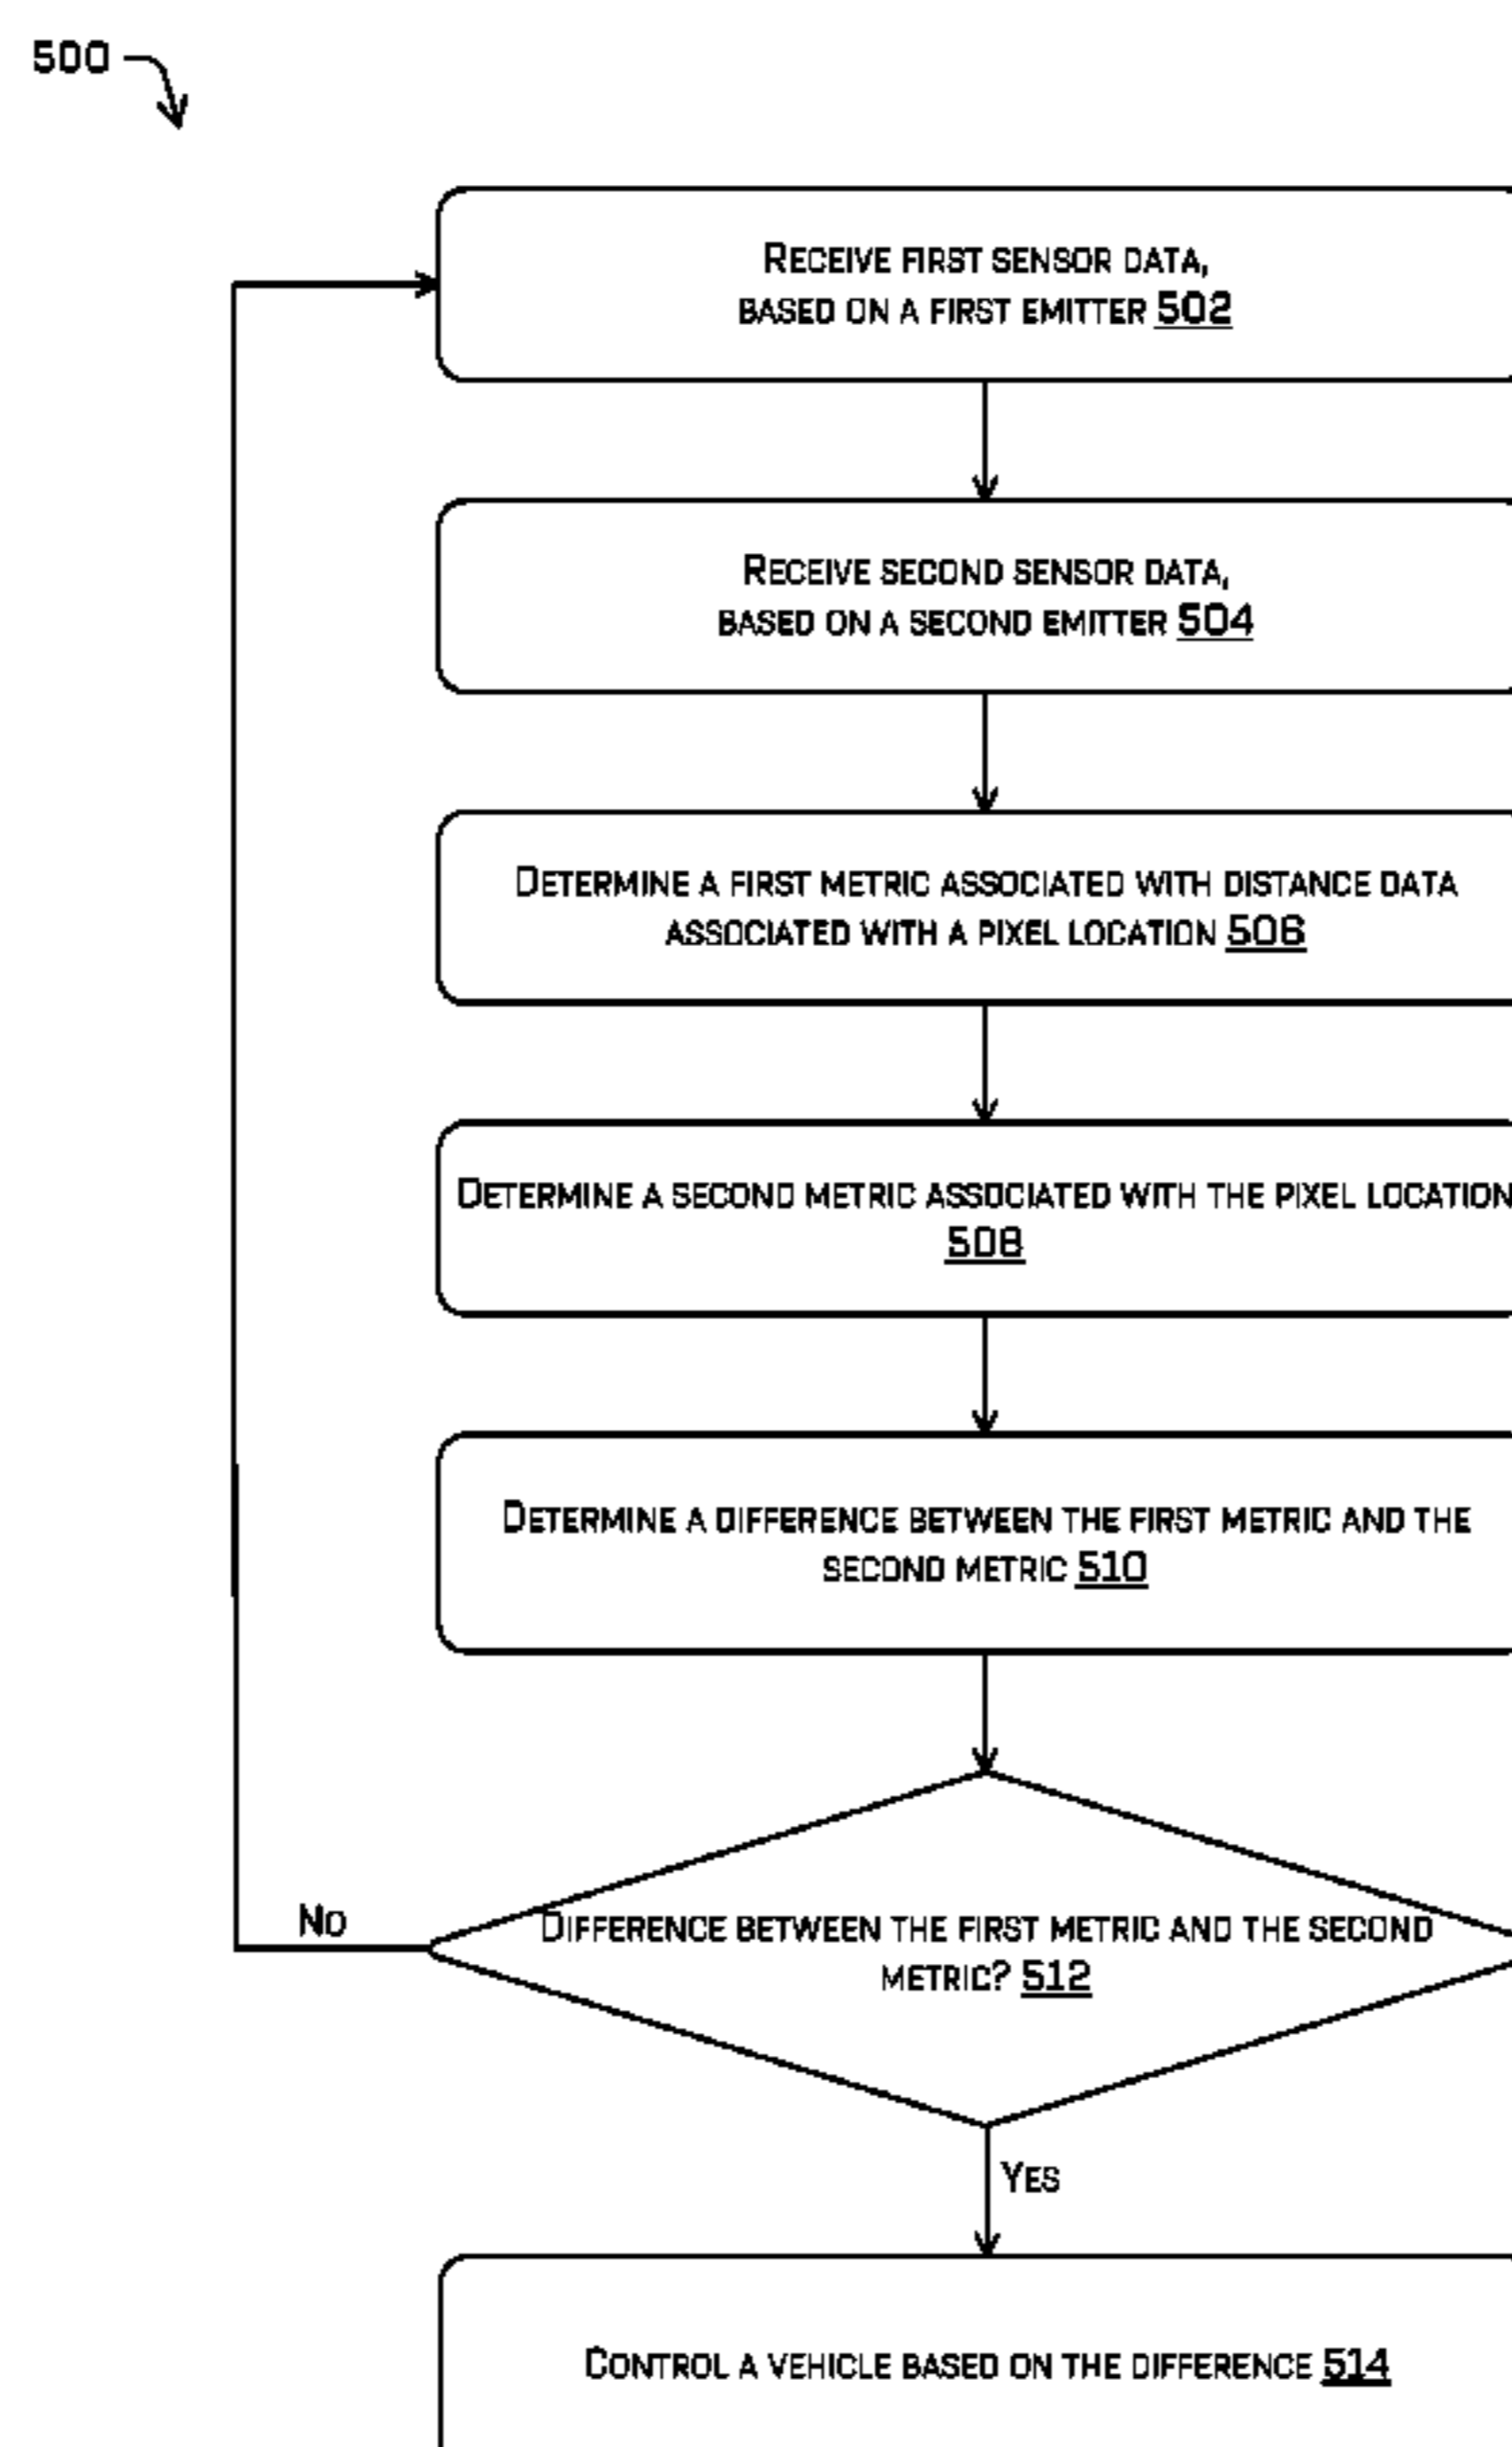 500
RECEIVE FIRST SENSOR DATA,
BASED ON A FIRST EMITTER 502
RECEIVE SECOND SENSOR DATA,
BASED ON A SECOND EMITTER 504
DETERMINE A FIRST METRIC ASSOCIATED WITH DISTANCE DATA
ASSOCIATED WITH A PIXEL LOCATION 506
DETERMINE A SECOND METRIC ASSOCIATED WITH THE PIXEL LOCATION
508
DETERMINE A DIFFERENCE BETWEEN THE FIRST METRIC AND THE
SECOND METRIC 510
DIFFERENCE BETWEEN THE FIRST METRIC AND THE SECOND
METRIC? 512
NO
YES
CONTROL A VEHICLE BASED ON THE DIFFERENCE 514